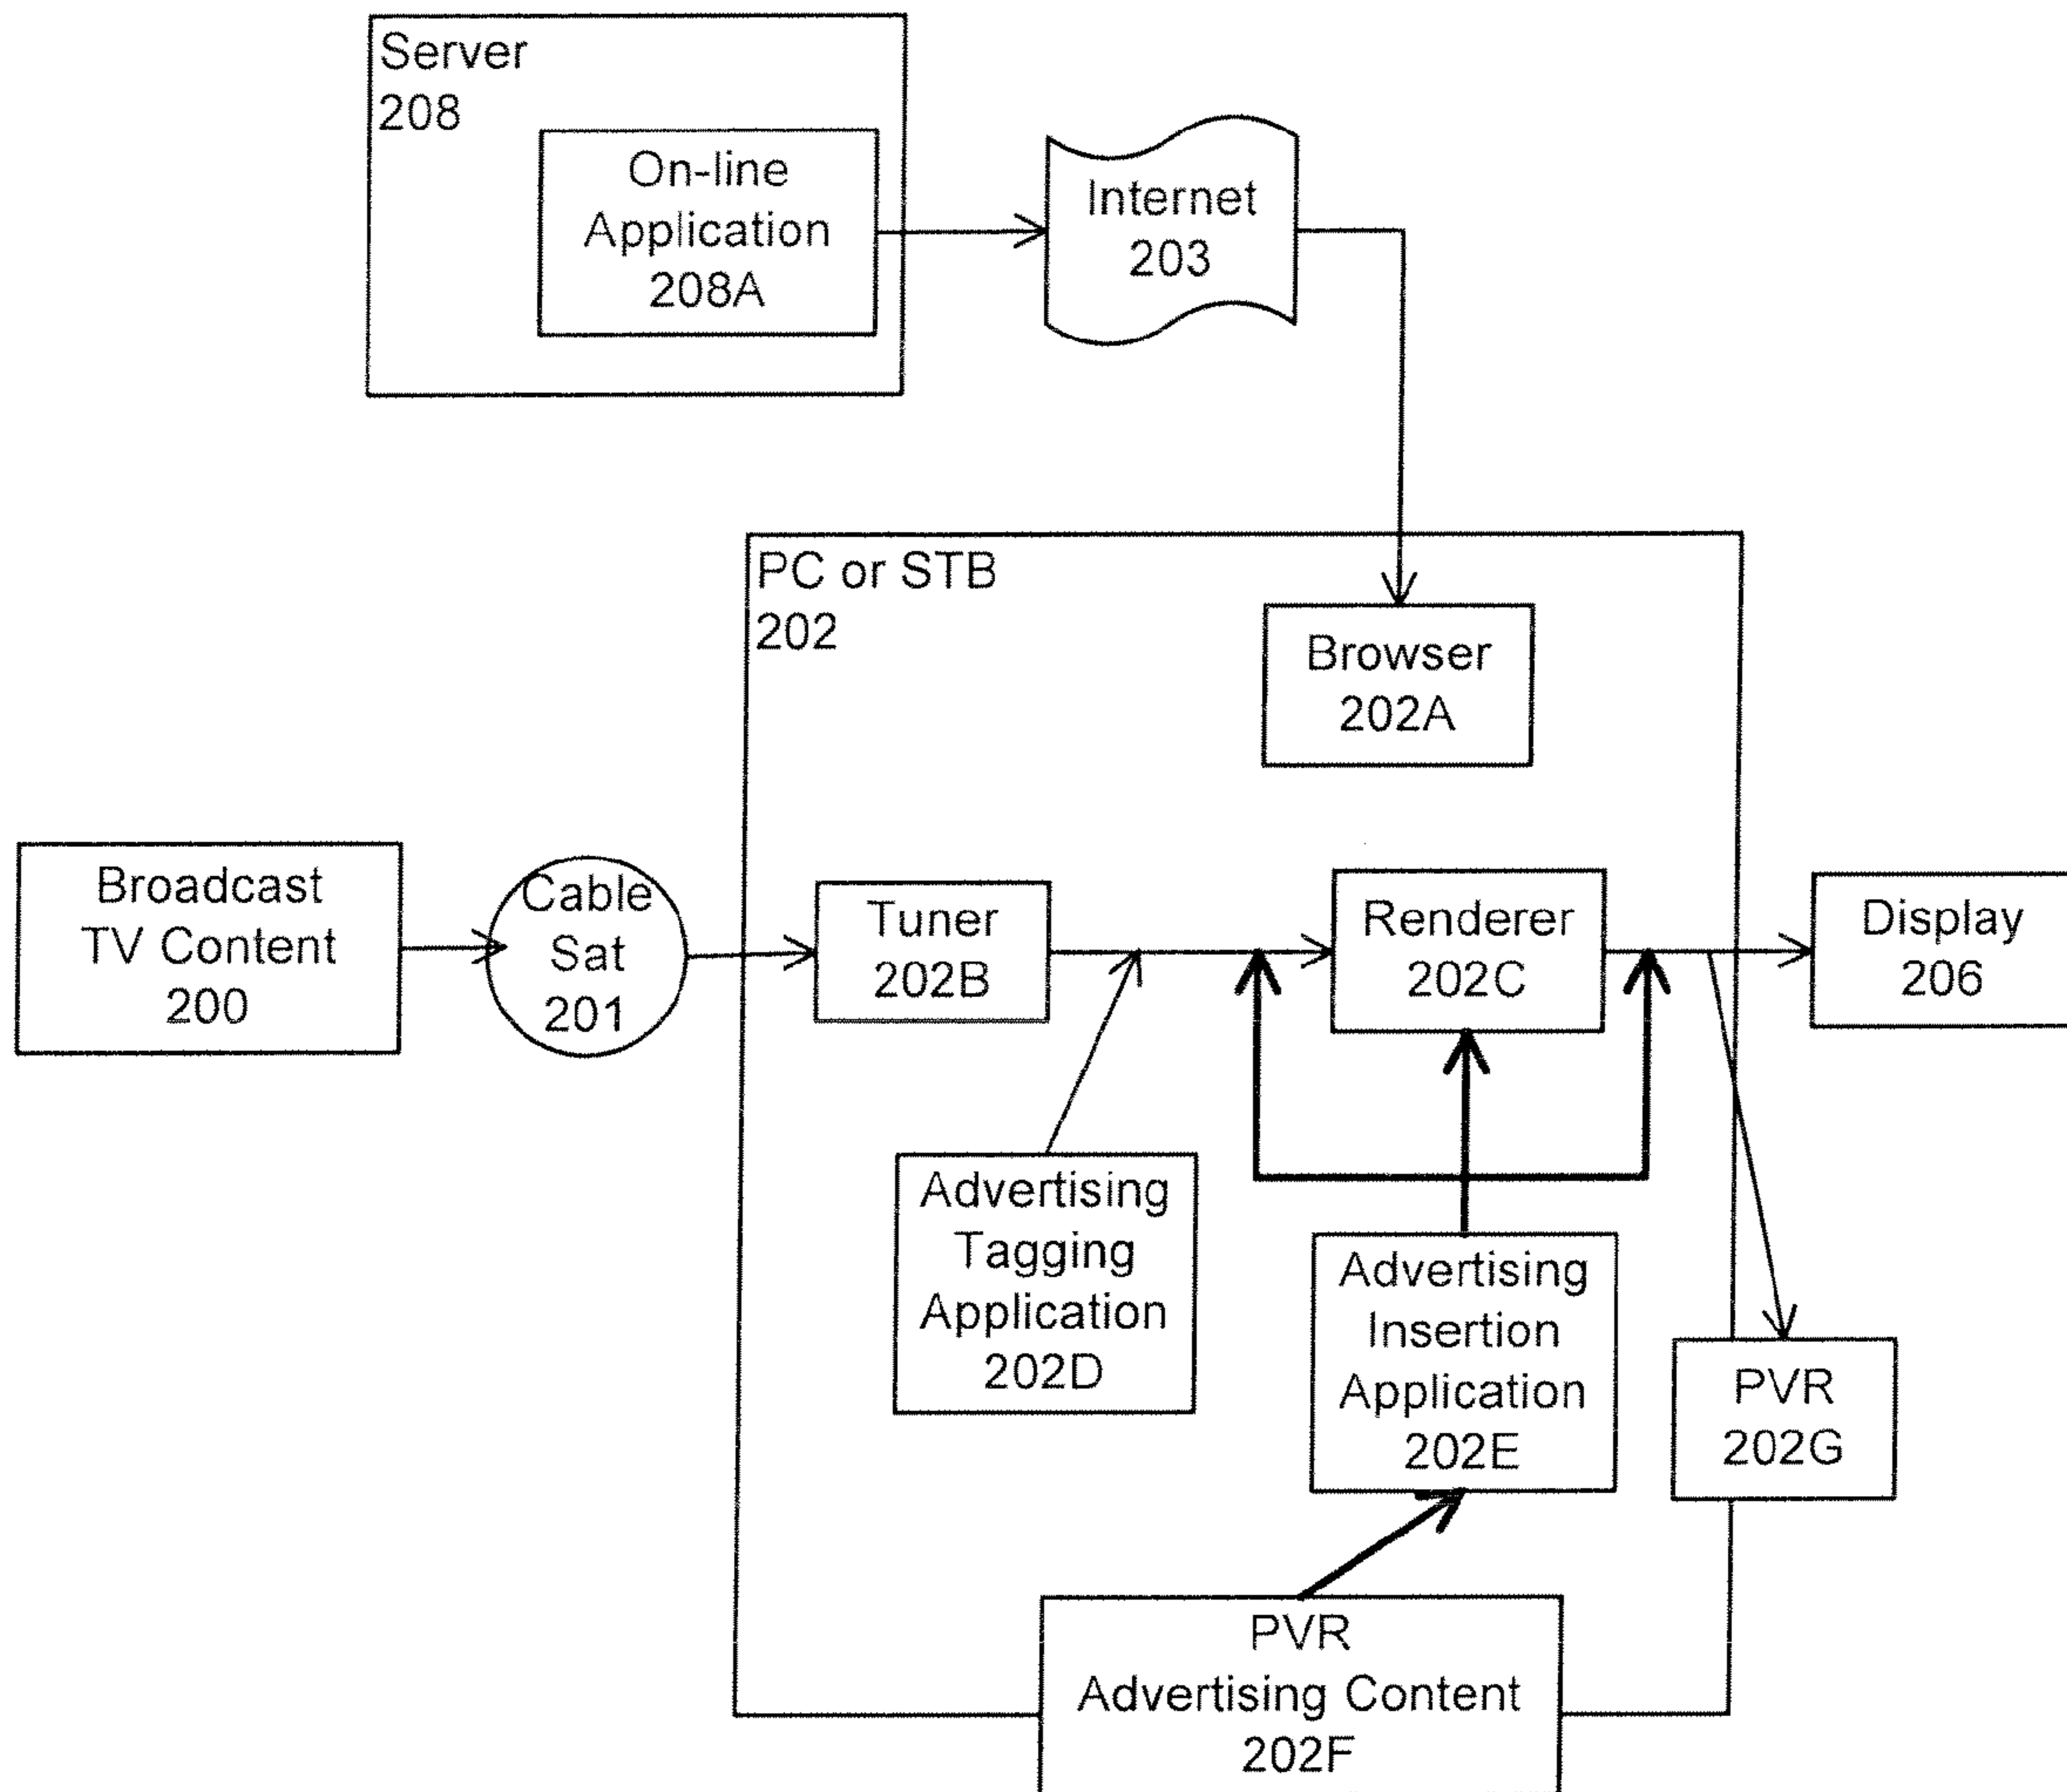 Server
208
On-line
Application
208A
Internet
203
PC or STB
202
Browser
202A
Broadcast
TV Content
200
Cable
Sat
201
Tuner
202B
Renderer
202C
Display
206
Advertising
Tagging
Application
202D
Advertising
Insertion
Application
202E
PVR
202G
PVR
Advertising Content
202F